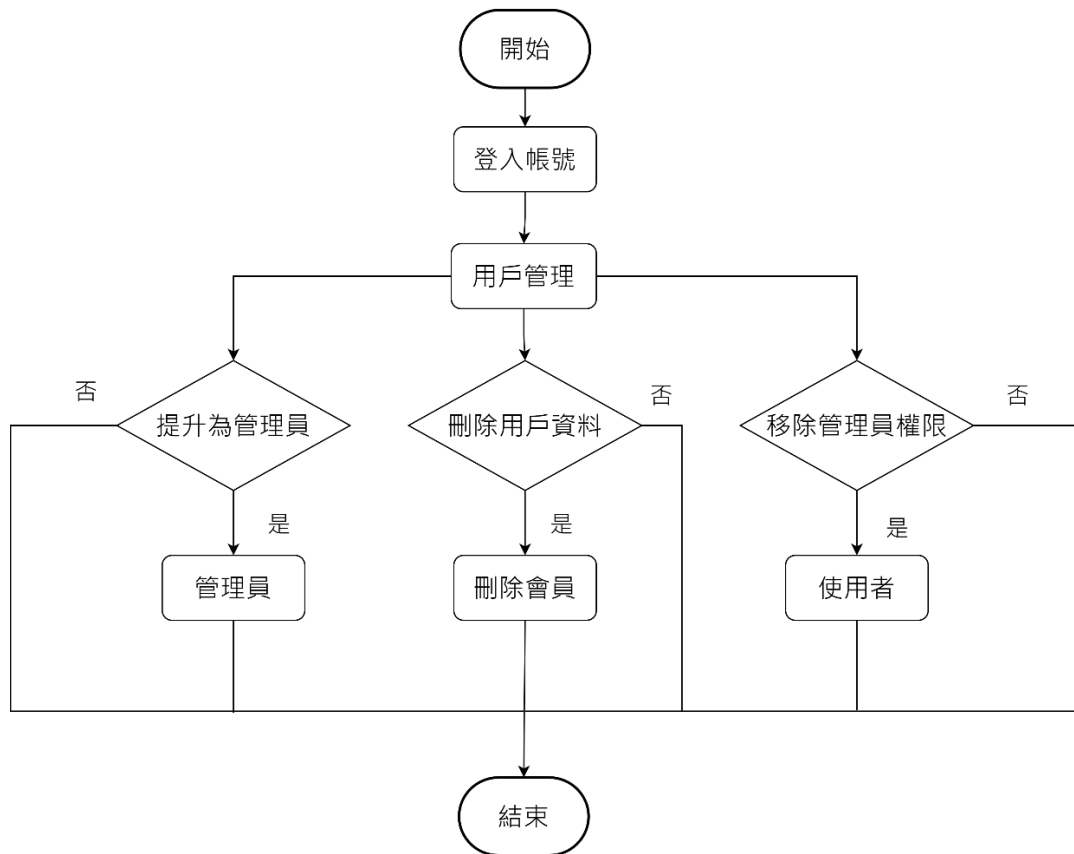 開始
登入帳號
用戶管理
否
提升為管理員
是
管理員
刪除用戶資料
否
是
刪除會員
移除管理員權限
否
是
使用者
結束